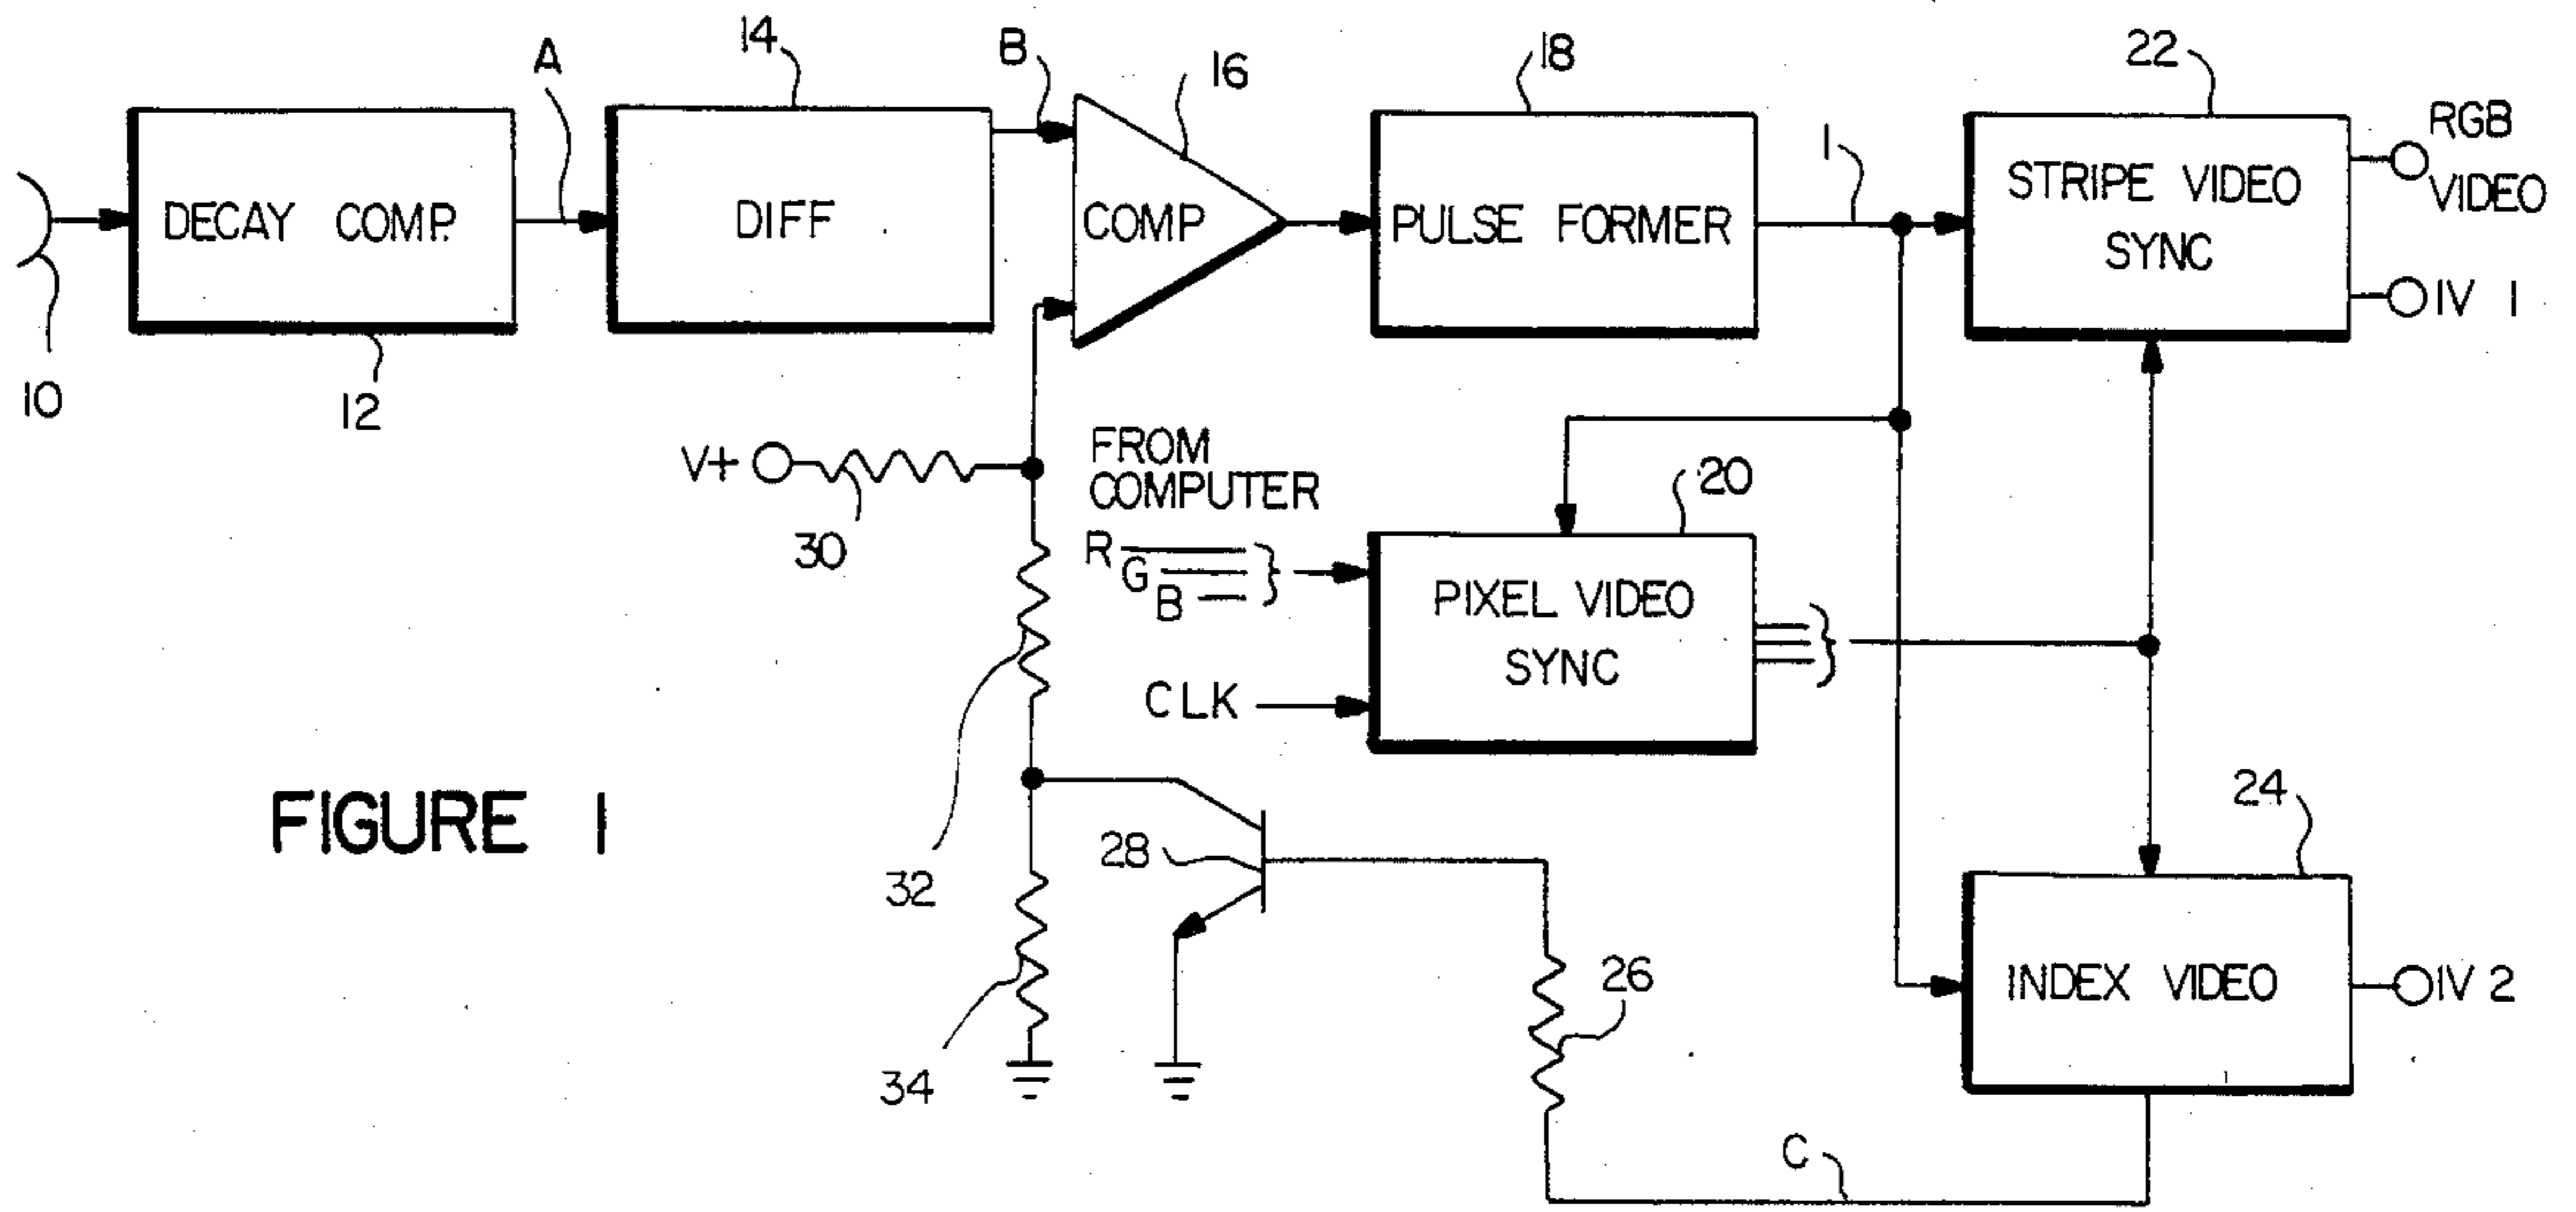 A
14
B
16
18
22
RGB
VIDEO
DECAY COMP.
DIFF
COMP
PULSE FORMER
I
STRIPE VIDEO
SYNC
IV 1
10
12
V+
30
FROM
COMPUTER
R
G
B
CLK
20
PIXEL VIDEO
SYNC
32
FIGURE 1
28
24
34
26
INDEX VIDEO
IV 2
C